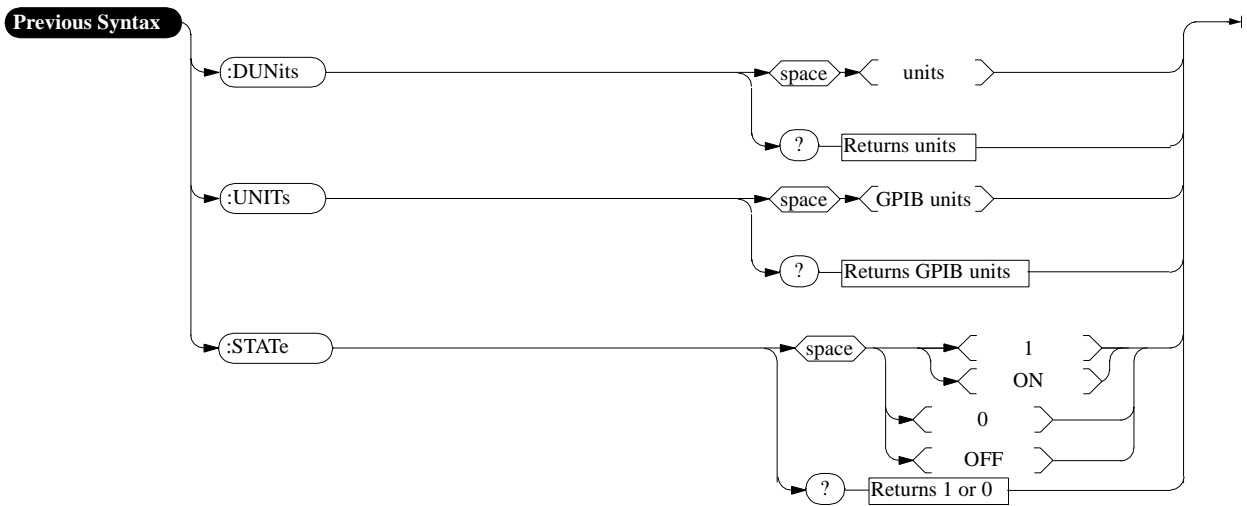 Previous Syntax
:DUNits space units
? Returns units
:UNITs space GPIB units
? Returns GPIB units
:STATe space 1
ON
0
OFF
? Returns 1 or 0